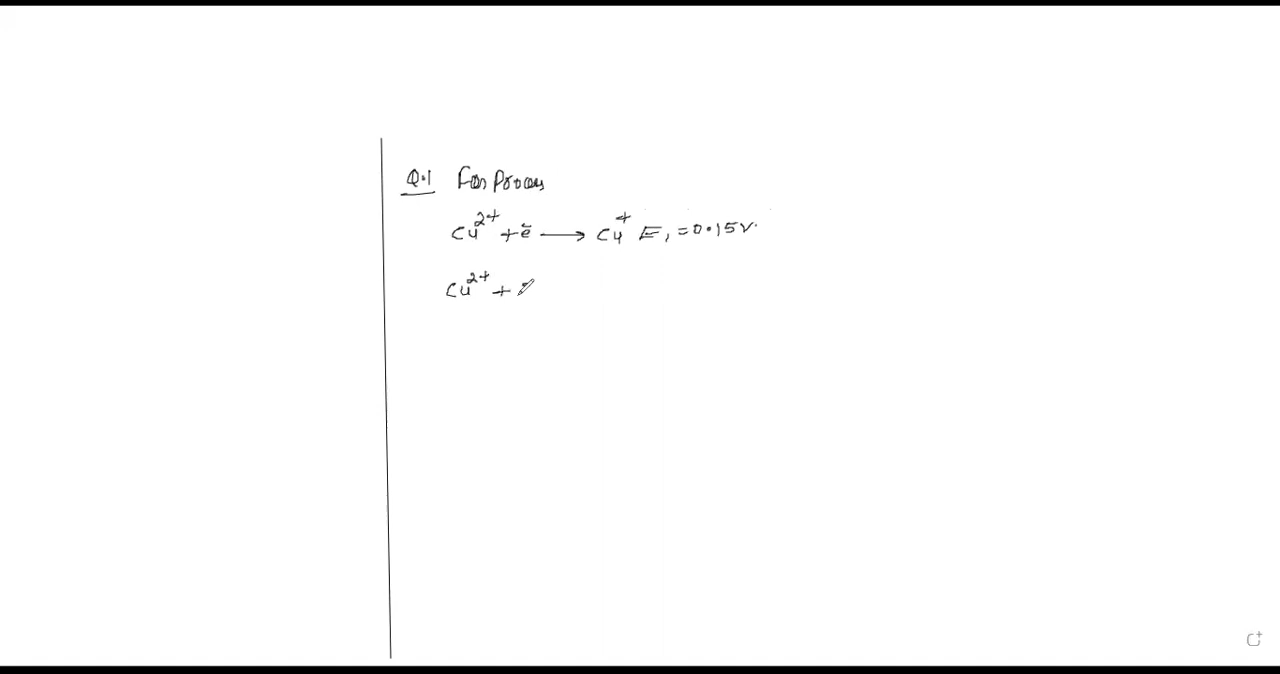 Q.1 For Process
Cu²⁺ + ē ⟶ Cu⁺ E₁ = 0.15V.
Cu²⁺ +